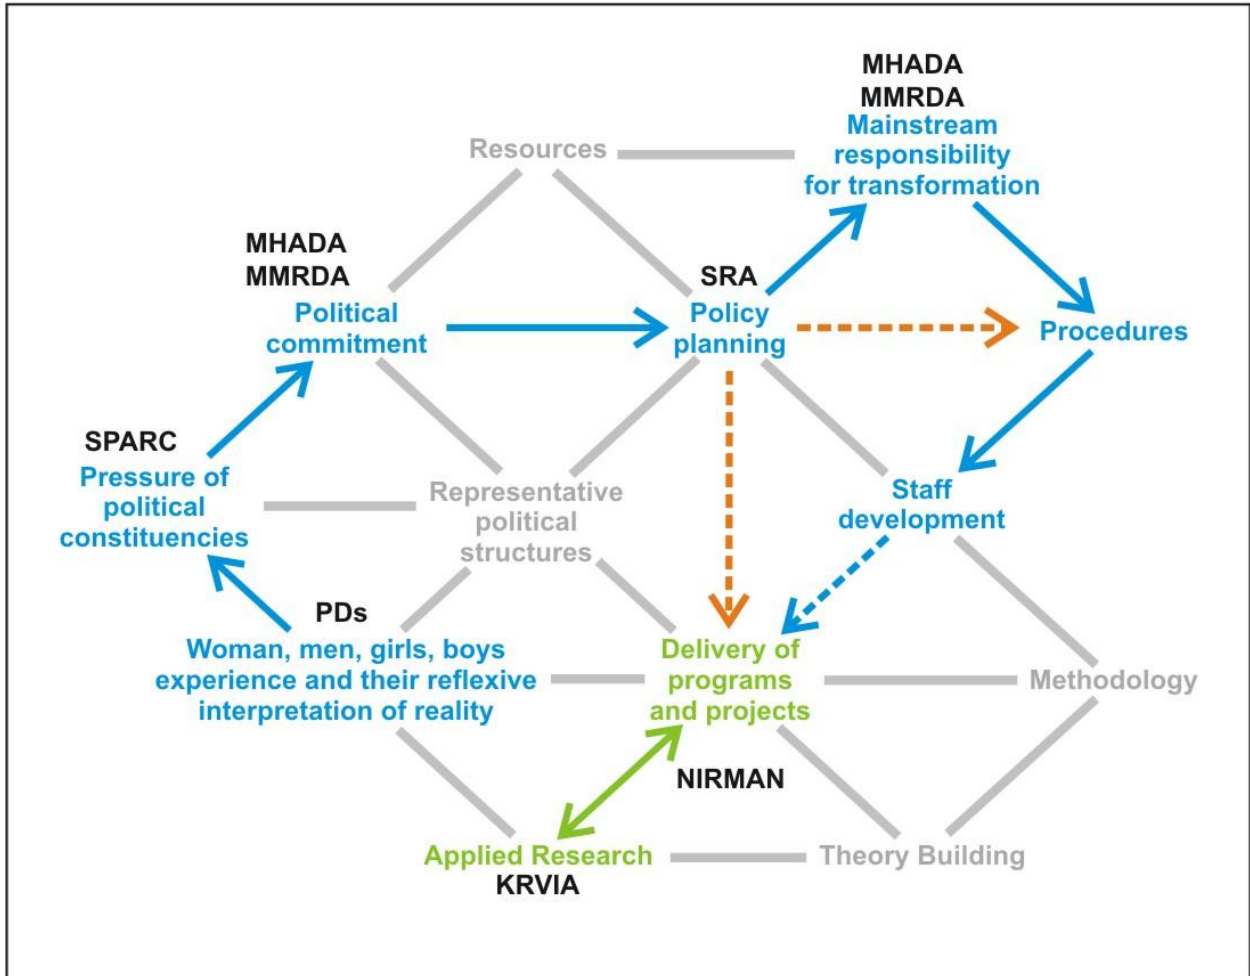 MHADA
MMRDA
Mainstream
responsibility
for transformation
Resources
MHADA
MMRDA
Political
commitment
SRA
Policy
planning
Procedures
SPARC
Pressure of
political
constituencies
Representative
political
structures
Staff
development
PDs
Woman, men, girls, boys
experience and their reflexive
interpretation of reality
Delivery of
programs
and projects
Methodology
NIRMAN
Applied Research
KRVIA
Theory Building